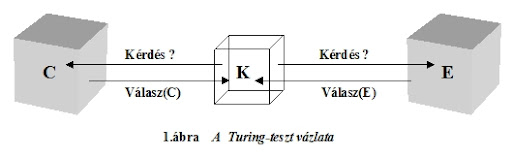 Kérdés ?
Kérdés ?
C
K
E
Válasz(C)
Válasz(E)
1.ábra A Turing-teszt vázlata